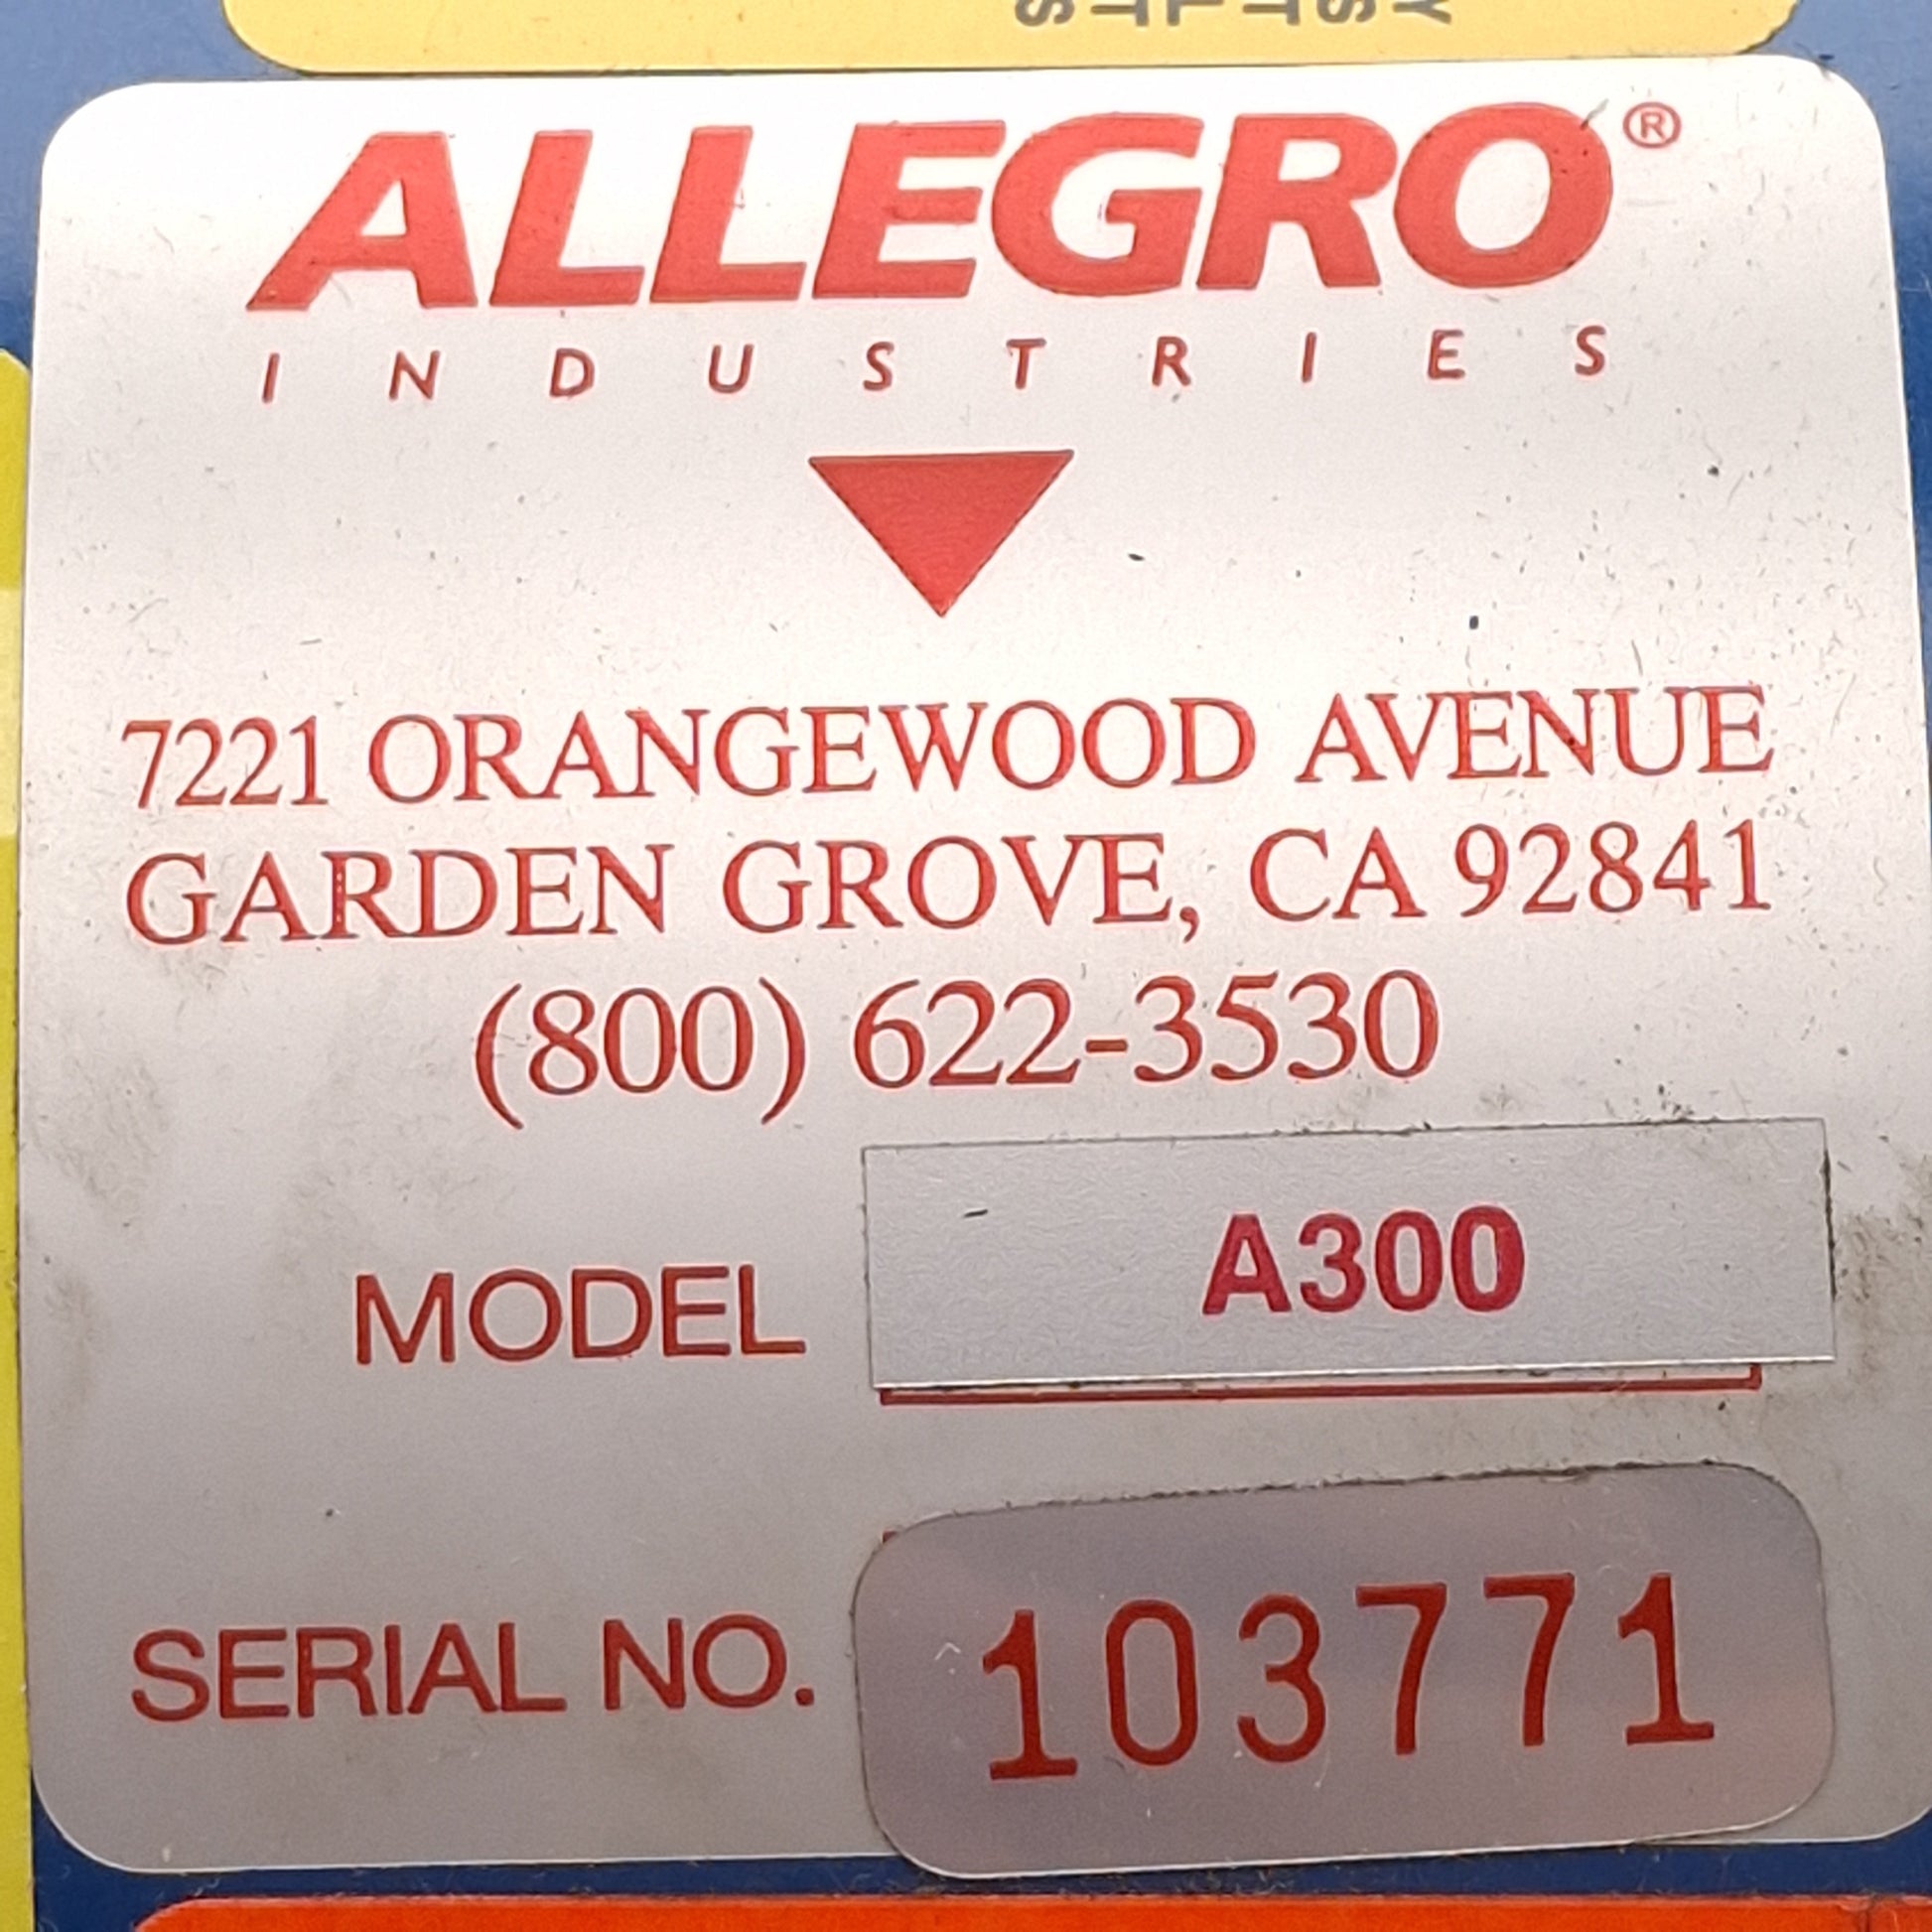 ALLEGRO®
INDUSTRIES
7221 ORANGEWOOD AVENUE
GARDEN GROVE, CA 92841
(800) 622-3530
MODEL A300
SERIAL NO. 103771